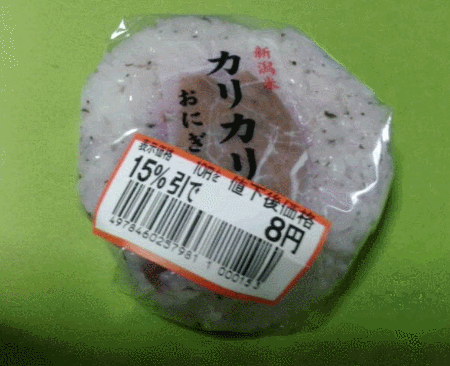 新潟米
カリカリ
おにぎ
表示価格 10円を 値下後価格
15%引で 8円
4978460257981 1 000153